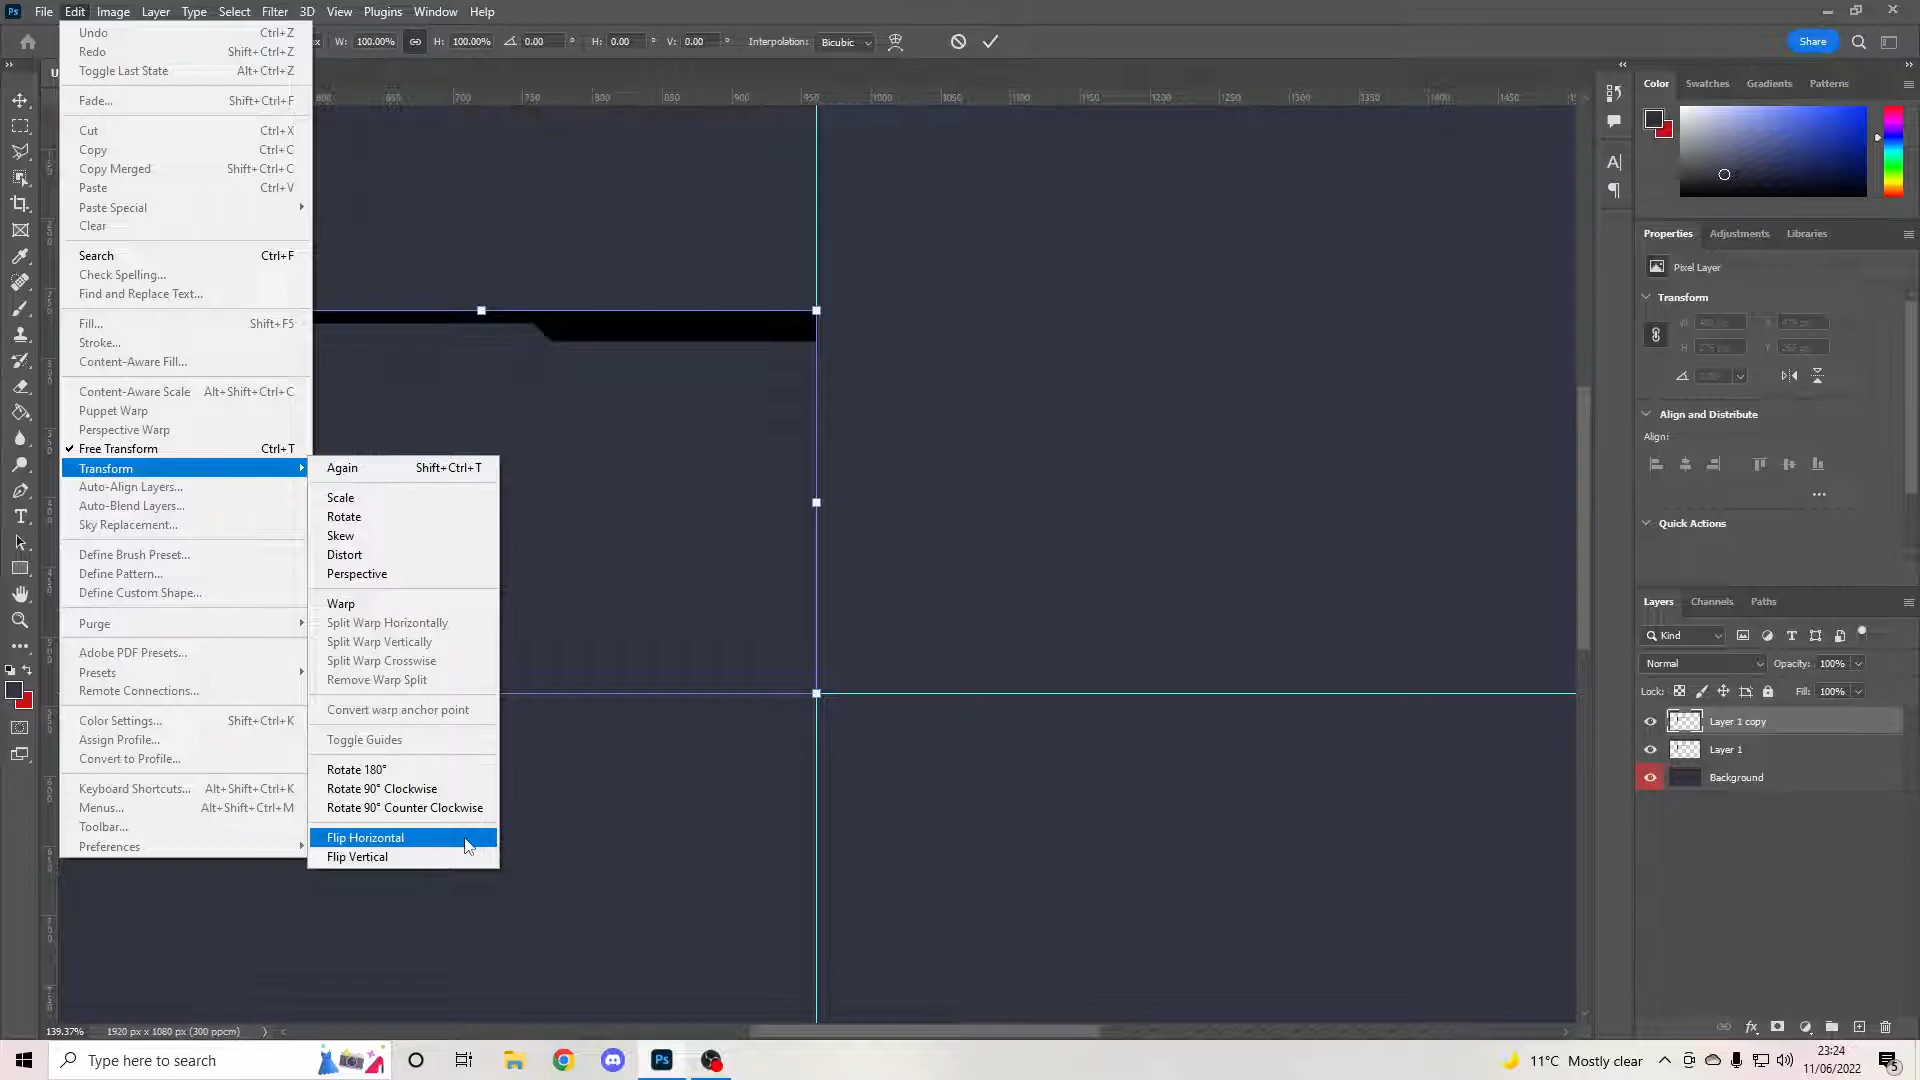 Ps File Edit Image Layer Type Select Filter 3D View Plugins Window Help
W: 100.00% H: 100.00% 0.00 ° H: 0.00 ° V: 0.00 ° Interpolation: Bicubic Share
800 850 700 750 800 850 900 950 1000 1050 1100 1150 1200 1250 1300 1350 1400 1450
Undo Ctrl+Z
Redo Shift+Ctrl+Z
Toggle Last State Alt+Ctrl+Z
Fade... Shift+Ctrl+F
Cut Ctrl+X
Copy Ctrl+C
Copy Merged Shift+Ctrl+C
Paste Ctrl+V
Paste Special
Clear
Search Ctrl+F
Check Spelling...
Find and Replace Text...
Fill... Shift+F5
Stroke...
Content-Aware Fill...
Content-Aware Scale Alt+Shift+Ctrl+C
Puppet Warp
Perspective Warp
Free Transform Ctrl+T
Transform
Auto-Align Layers...
Auto-Blend Layers...
Sky Replacement...
Define Brush Preset...
Define Pattern...
Define Custom Shape...
Purge
Adobe PDF Presets...
Presets
Remote Connections...
Color Settings... Shift+Ctrl+K
Assign Profile...
Convert to Profile...
Keyboard Shortcuts... Alt+Shift+Ctrl+K
Menus... Alt+Shift+Ctrl+M
Toolbar...
Preferences
Again Shift+Ctrl+T
Scale
Rotate
Skew
Distort
Perspective
Warp
Split Warp Horizontally
Split Warp Vertically
Split Warp Crosswise
Remove Warp Split
Convert warp anchor point
Toggle Guides
Rotate 180°
Rotate 90° Clockwise
Rotate 90° Counter Clockwise
Flip Horizontal
Flip Vertical
Color Swatches Gradients Patterns
Properties Adjustments Libraries
Pixel Layer
Transform
W X
H Y
Align and Distribute
Align:
Quick Actions
Layers Channels Paths
Kind
Normal Opacity: 100%
Lock: Fill: 100%
Layer 1 copy
Layer 1
Background
139.37% 1920 px x 1080 px (300 ppcm)
Type here to search Ps 11°C Mostly clear 23:24
11/06/2022 5